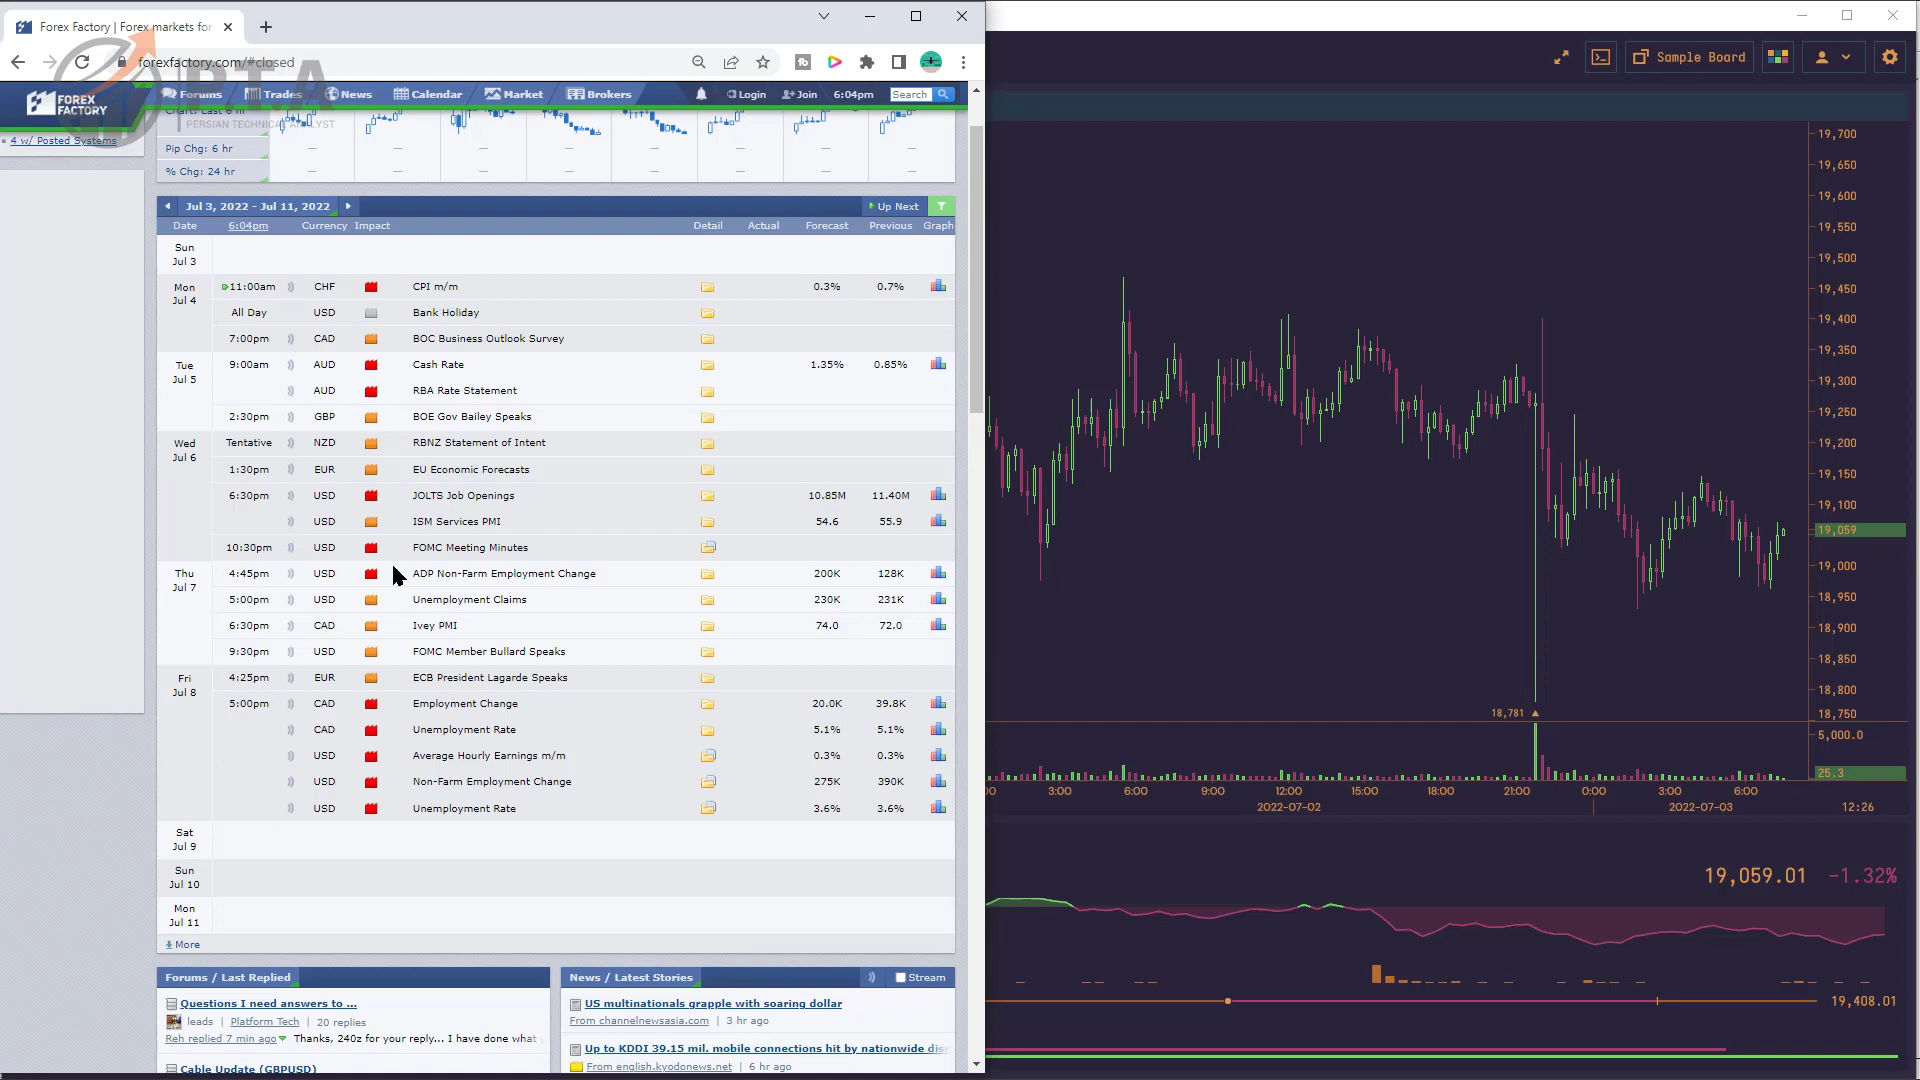 Forex Factory | Forex markets for
forexfactory.com/#closed
Sample Board
FOREX FACTORY
Forums Trades News Calendar Market Brokers Login Join 6:04pm Search
P.T.A
PERSIAN TECHNICAL ANALYST
4 w/ Posted Systems
Chart: Last 6 hr
Pip Chg: 6 hr — — — — — — — —
% Chg: 24 hr — — — — — — — —
Jul 3, 2022 - Jul 11, 2022 Up Next
Date 6:04pm Currency Impact Detail Actual Forecast Previous Graph
Sun
Jul 3
Mon
Jul 4
11:00am CHF CPI m/m 0.3% 0.7%
All Day USD Bank Holiday
7:00pm CAD BOC Business Outlook Survey
Tue
Jul 5
9:00am AUD Cash Rate 1.35% 0.85%
AUD RBA Rate Statement
2:30pm GBP BOE Gov Bailey Speaks
Wed
Jul 6
Tentative NZD RBNZ Statement of Intent
1:30pm EUR EU Economic Forecasts
6:30pm USD JOLTS Job Openings 10.85M 11.40M
USD ISM Services PMI 54.6 55.9
10:30pm USD FOMC Meeting Minutes
Thu
Jul 7
4:45pm USD ADP Non-Farm Employment Change 200K 128K
5:00pm USD Unemployment Claims 230K 231K
6:30pm CAD Ivey PMI 74.0 72.0
9:30pm USD FOMC Member Bullard Speaks
Fri
Jul 8
4:25pm EUR ECB President Lagarde Speaks
5:00pm CAD Employment Change 20.0K 39.8K
CAD Unemployment Rate 5.1% 5.1%
USD Average Hourly Earnings m/m 0.3% 0.3%
USD Non-Farm Employment Change 275K 390K
USD Unemployment Rate 3.6% 3.6%
Sat
Jul 9
Sun
Jul 10
Mon
Jul 11
More
Forums / Last Replied
Questions I need answers to ...
leads | Platform Tech | 20 replies
Reh replied 7 min ago Thanks, 240z for your reply... I have done what
Cable Update (GBPUSD)
News / Latest Stories Stream
US multinationals grapple with soaring dollar
From channelnewsasia.com | 3 hr ago
Up to KDDI 39.15 mil. mobile connections hit by nationwide dis
From english.kyodonews.net | 6 hr ago
19,700
19,650
19,600
19,550
19,500
19,450
19,400
19,350
19,300
19,250
19,200
19,150
19,100
19,059
19,000
18,950
18,900
18,850
18,800
18,750
18,781
5,000.0
25.3
00 3:00 6:00 9:00 12:00 15:00 18:00 21:00 0:00 3:00 6:00
2022-07-02 2022-07-03 12:26
19,059.01 -1.32%
19,408.01